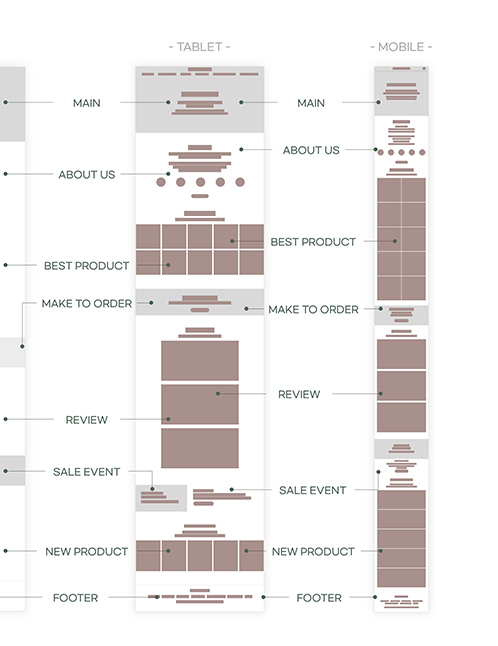 - TABLET -
- MOBILE -
MAIN
MAIN
ABOUT US
ABOUT US
BEST PRODUCT
BEST PRODUCT
MAKE TO ORDER
MAKE TO ORDER
REVIEW
REVIEW
SALE EVENT
SALE EVENT
NEW PRODUCT
NEW PRODUCT
FOOTER
FOOTER